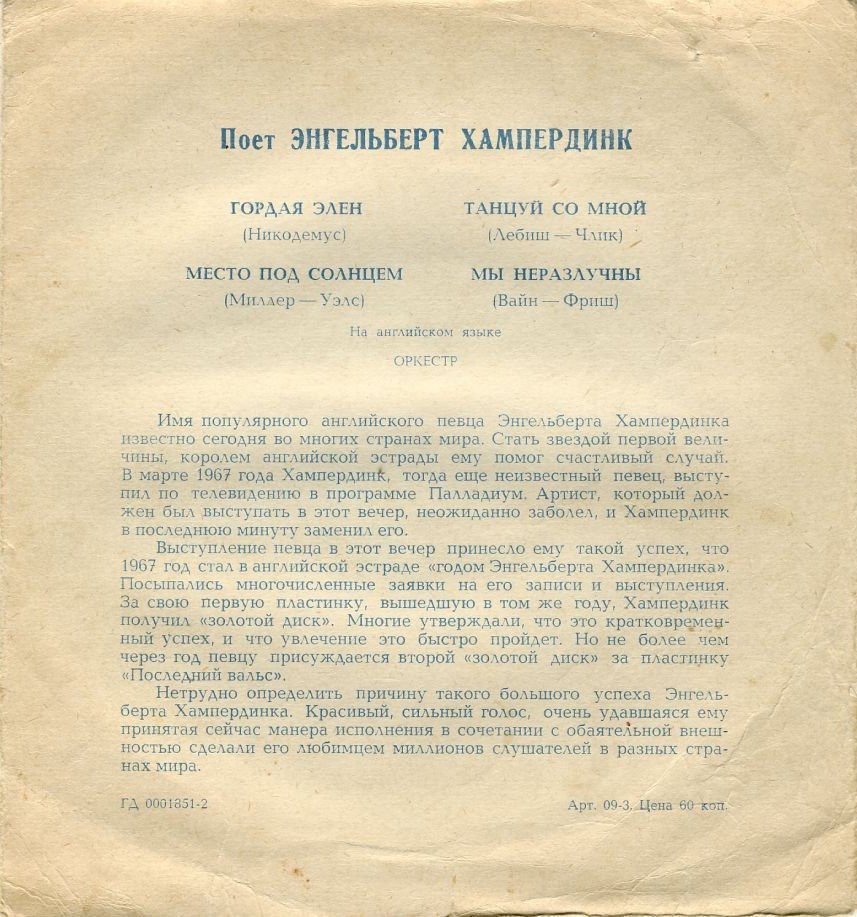 Поет ЭНГЕЛЬБЕРТ ХАМПЕРДИНК
ГОРДАЯ ЭЛЕН
(Никодемус)
ТАНЦУЙ СО МНОЙ
(Лебиш — Члик)
МЕСТО ПОД СОЛНЦЕМ
(Миллер — Уэлс)
МЫ НЕРАЗЛУЧНЫ
(Вайн — Фриш)
На английском языке
ОРКЕСТР
Имя популярного английского певца Энгельберта Хампердинка
известно сегодня во многих странах мира. Стать звездой первой вели-
чины, королем английской эстрады ему помог счастливый случай.
В марте 1967 года Хампердинк, тогда еще неизвестный певец, высту-
пил по телевидению в программе Палладиум. Артист, который дол-
жен был выступать в этот вечер, неожиданно заболел, и Хампердинк
в последнюю минуту заменил его.
Выступление певца в этот вечер принесло ему такой успех, что
1967 год стал в английской эстраде «годом Энгельберта Хампердинка».
Посыпались многочисленные заявки на его записи и выступления.
За свою первую пластинку, вышедшую в том же году, Хампердинк
получил «золотой диск». Многие утверждали, что это кратковремен-
ный успех, и что увлечение это быстро пройдет. Но не более чем
через год певцу присуждается второй «золотой диск» за пластинку
«Последний вальс».
Нетрудно определить причину такого большого успеха Энгель-
берта Хампердинка. Красивый, сильный голос, очень удавшаяся ему
принятая сейчас манера исполнения в сочетании с обаятельной внеш-
ностью сделали его любимцем миллионов слушателей в разных стра-
нах мира.
ГД 0001851-2
Арт. 09-3. Цена 60 коп.